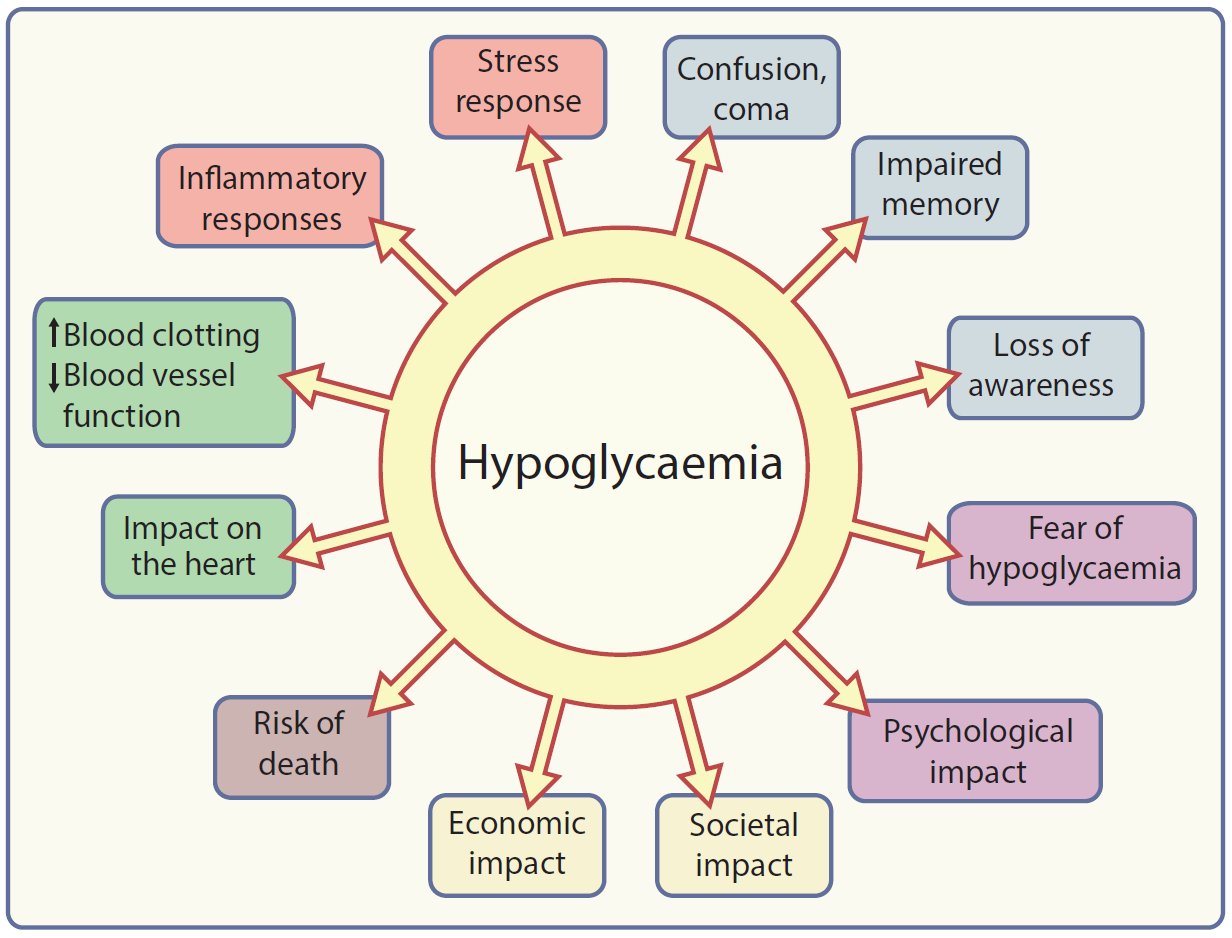 Stress
response
Confusion,
coma
Impaired
memory
Loss of
awareness
Fear of
hypoglycaemia
Psychological
impact
Societal
impact
Economic
impact
Risk of
death
Impact on
the heart
↑Blood clotting
↓Blood vessel
function
Inflammatory
responses
Hypoglycaemia